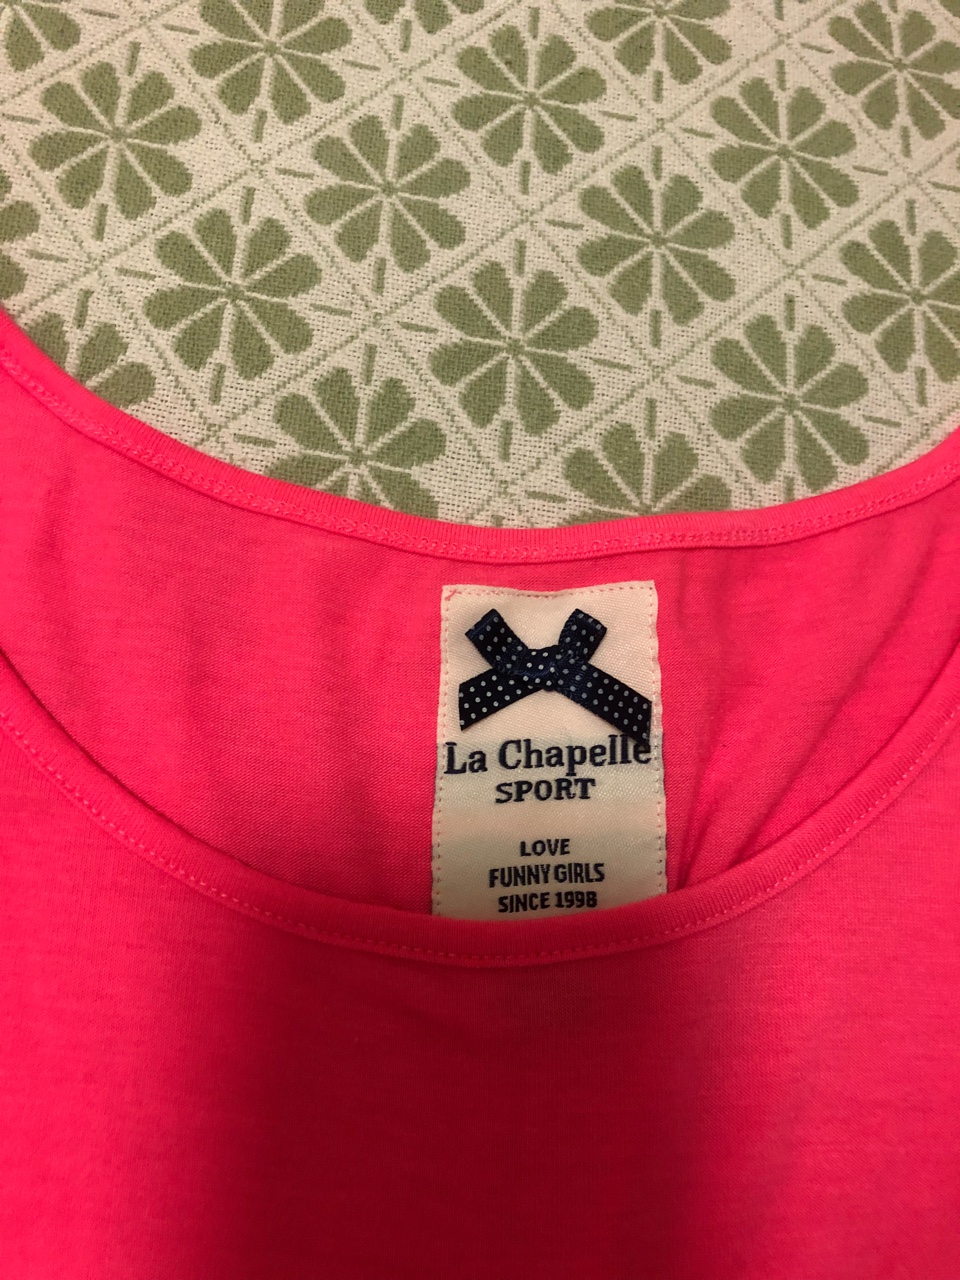 La Chapelle
SPORT
LOVE
FUNNY GIRLS
SINCE 1998